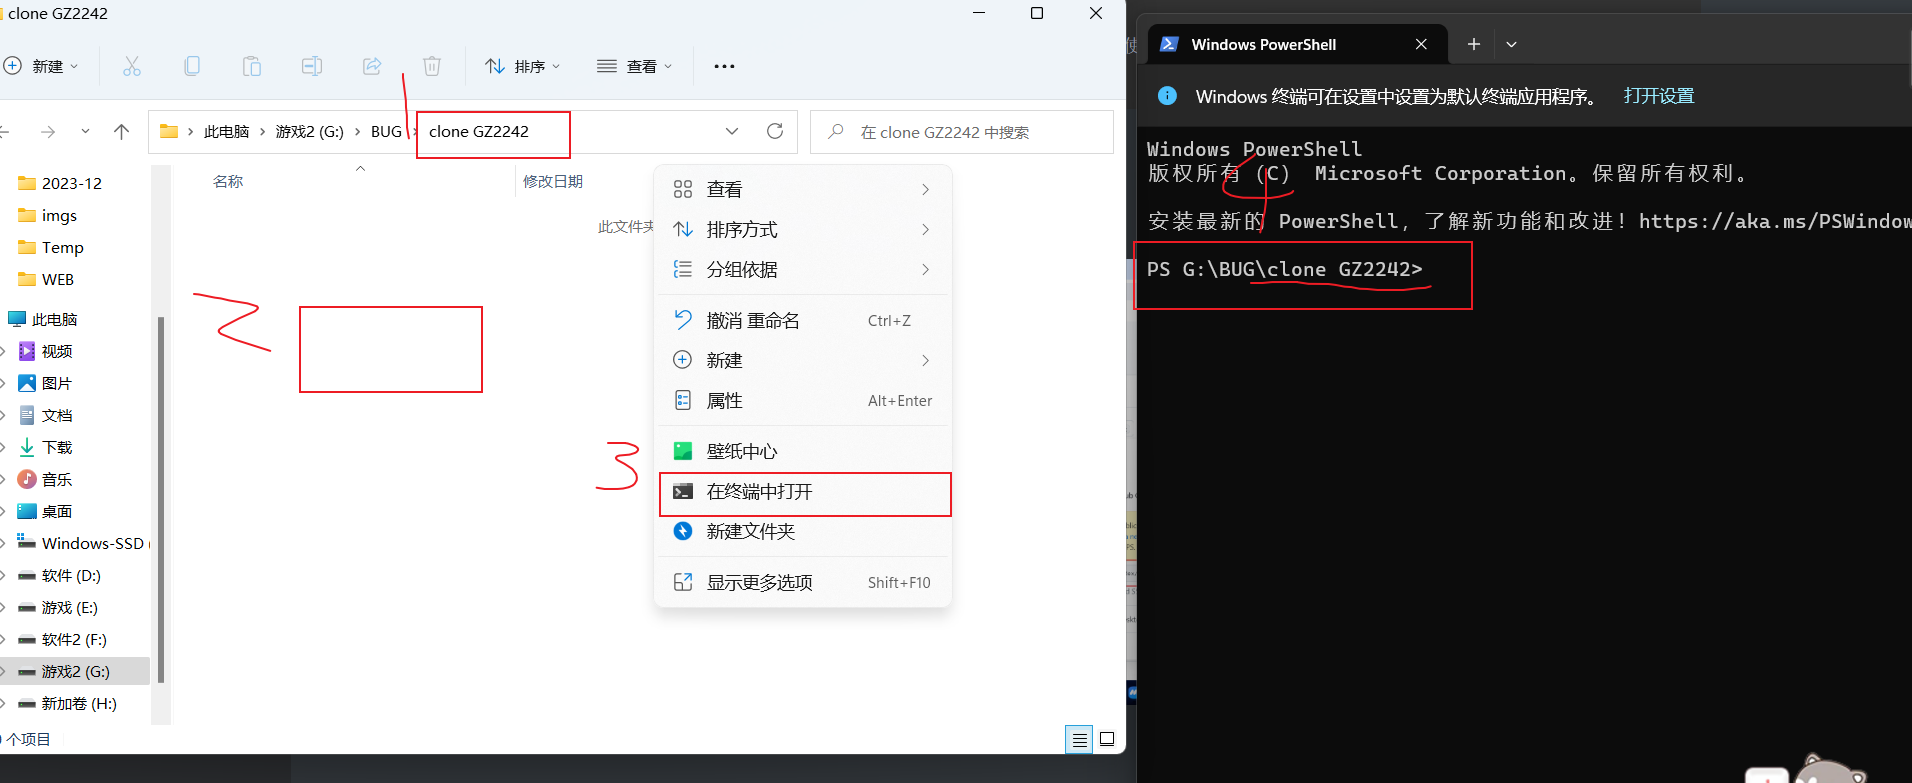 clone GZ2242
新建
排序
查看
此电脑 > 游戏2 (G:) > BUG > clone GZ2242
在 clone GZ2242 中搜索
名称
修改日期
此文件夹
2023-12
imgs
Temp
WEB
此电脑
视频
图片
文档
下载
音乐
桌面
Windows-SSD (
软件 (D:)
游戏 (E:)
软件2 (F:)
游戏2 (G:)
新加卷 (H:)
个项目
1
2
3
查看
排序方式
分组依据
撤消 重命名 Ctrl+Z
新建
属性 Alt+Enter
壁纸中心
在终端中打开
新建文件夹
显示更多选项 Shift+F10
Windows PowerShell
Windows 终端可在设置中设置为默认终端应用程序。 打开设置
Windows PowerShell
版权所有 (C) Microsoft Corporation。保留所有权利。
4
安装最新的 PowerShell，了解新功能和改进！https://aka.ms/PSWindow
PS G:\BUG\clone GZ2242>